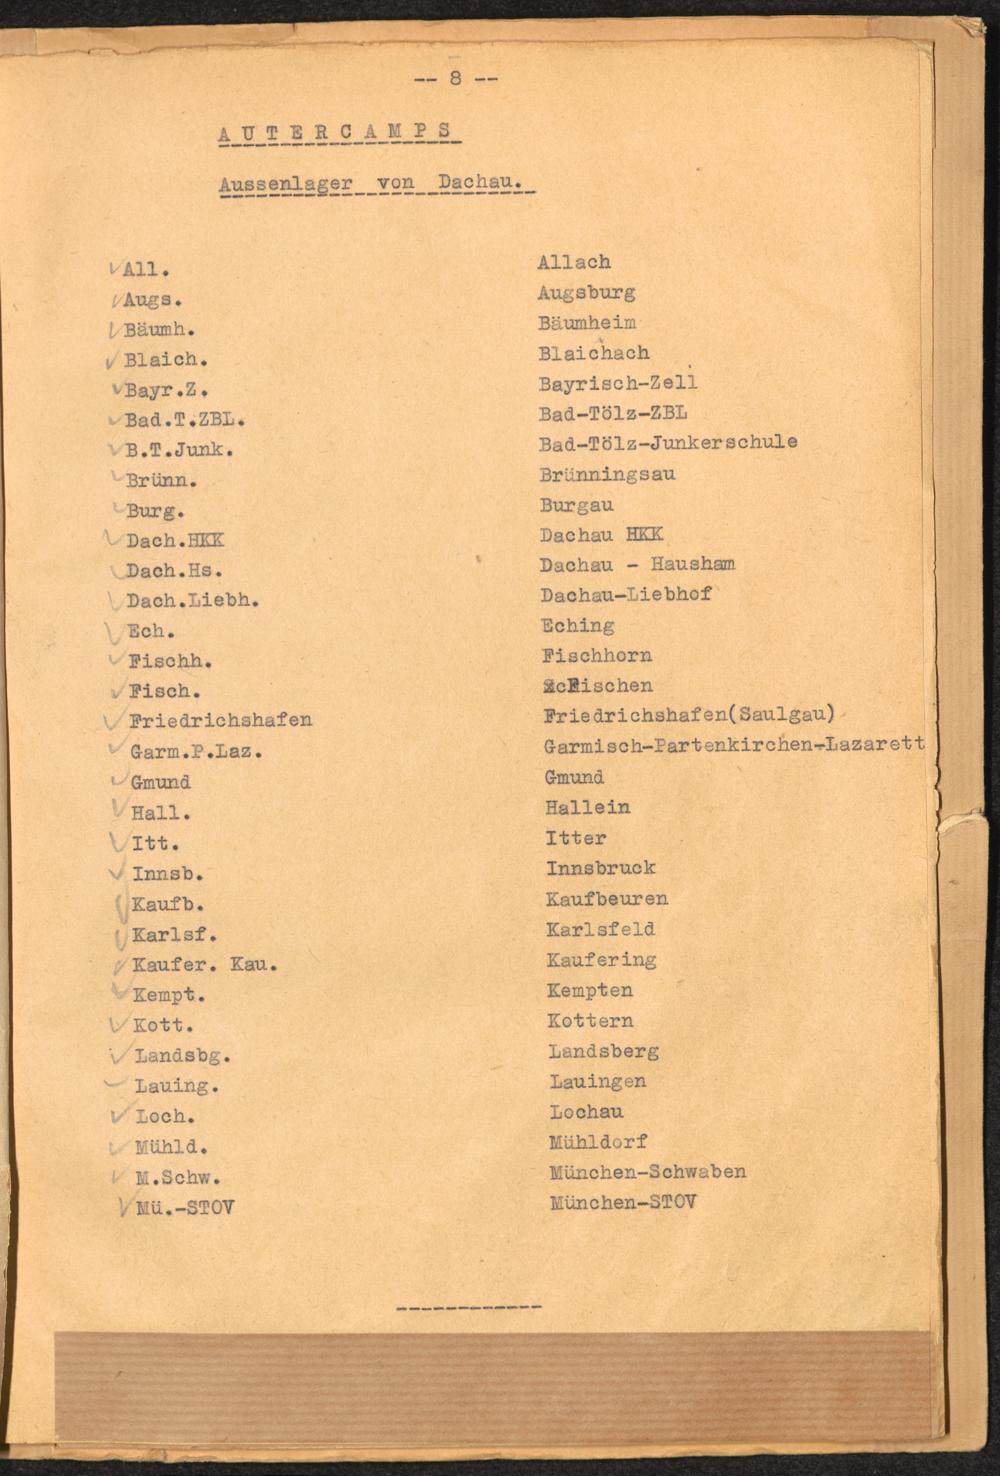 -- 8 --
AUTERCAMPS
Aussenlager von Dachau.
All. Allach
Augs. Augsburg
Bäumh. Bäumheim
Blaich. Blaichach
Bayr.Z. Bayrisch-Zell
Bad.T.ZBL. Bad-Tölz-ZBL
B.T.Junk. Bad-Tölz-Junkerschule
Brünn. Brünningsau
Burg. Burgau
Dach.HKK Dachau HKK
Dach.Hs. Dachau - Hausham
Dach.Liebh. Dachau-Liebhof
Ech. Eching
Fischh. Fischhorn
Fisch. Fischen
Friedrichshafen Friedrichshafen(Saulgau)
Garm.P.Laz. Garmisch-Partenkirchen-Lazarett
Gmund Gmund
Hall. Hallein
Itt. Itter
Innsb. Innsbruck
Kaufb. Kaufbeuren
Karlsf. Karlsfeld
Kaufer. Kau. Kaufering
Kempt. Kempten
Kott. Kottern
Landsbg. Landsberg
Lauing. Lauingen
Loch. Lochau
Mühld. Mühldorf
M.Schw. München-Schwaben
Mü.-STOV München-STOV